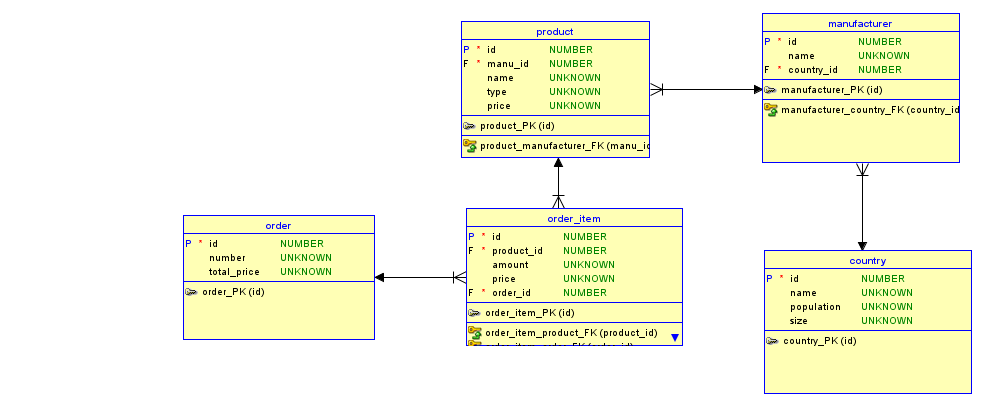 product
P * id NUMBER
F * manu_id NUMBER
name UNKNOWN
type UNKNOWN
price UNKNOWN
product_PK (id)
product_manufacturer_FK (manu_id
manufacturer
P * id NUMBER
name UNKNOWN
F * country_id NUMBER
manufacturer_PK (id)
manufacturer_country_FK (country_id
order
P * id NUMBER
number UNKNOWN
total_price UNKNOWN
order_PK (id)
order_item
P * id NUMBER
F * product_id NUMBER
amount UNKNOWN
price UNKNOWN
F * order_id NUMBER
order_item_PK (id)
order_item_product_FK (product_id)
country
P * id NUMBER
name UNKNOWN
population UNKNOWN
size UNKNOWN
country_PK (id)